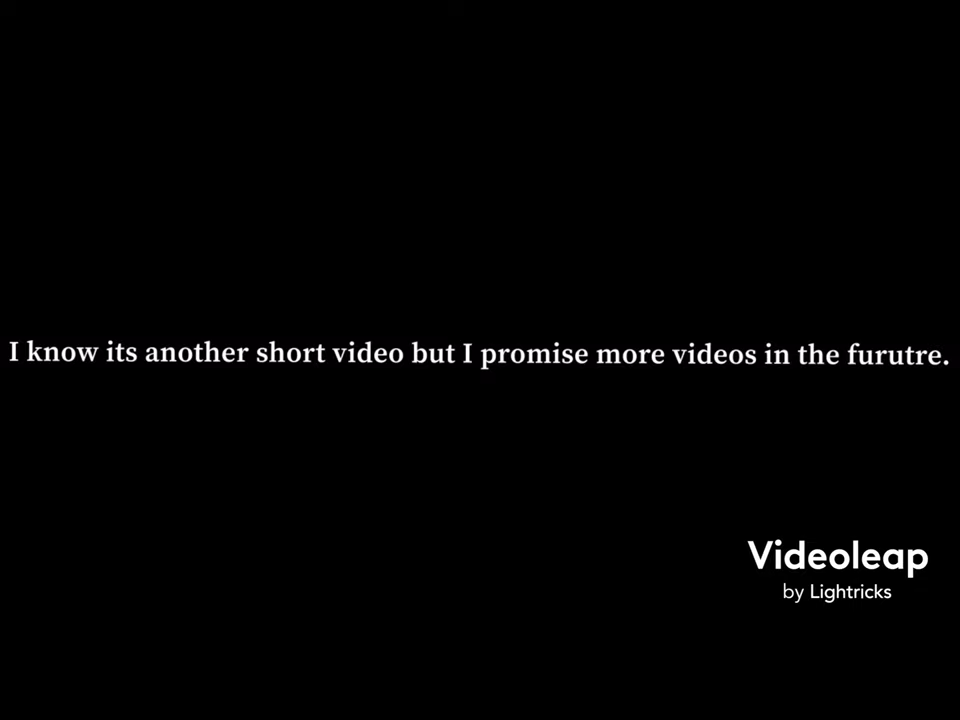 I know its another short video but I promise more videos in the furutre.
Videoleap
by Lightricks